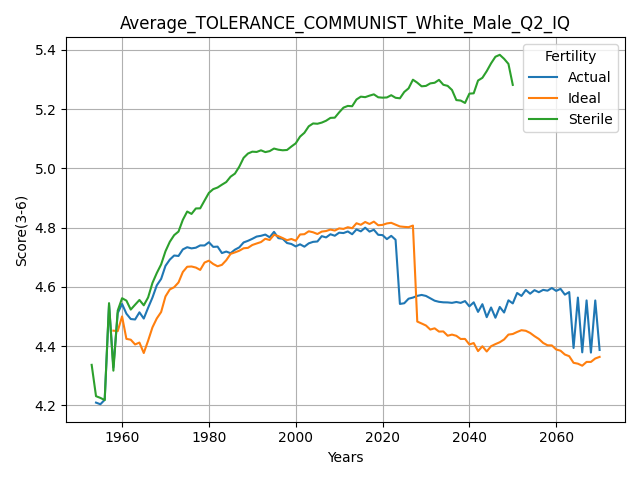 Average_TOLERANCE_COMMUNIST_White_Male_Q2_IQ
Fertility
Actual
Ideal
Sterile
Score(3-6)
5.4
5.2
5.0
4.8
4.6
4.4
4.2
1960 1980 2000 2020 2040 2060
Years